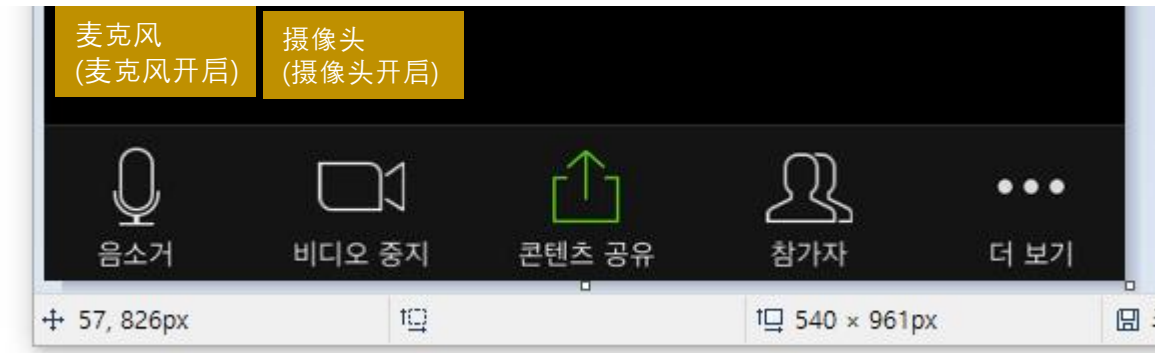 麦克风
(麦克风开启)
摄像头
(摄像头开启)
음소거
비디오 중지
콘텐츠 공유
참가자
더 보기
57, 826px
540 × 961px